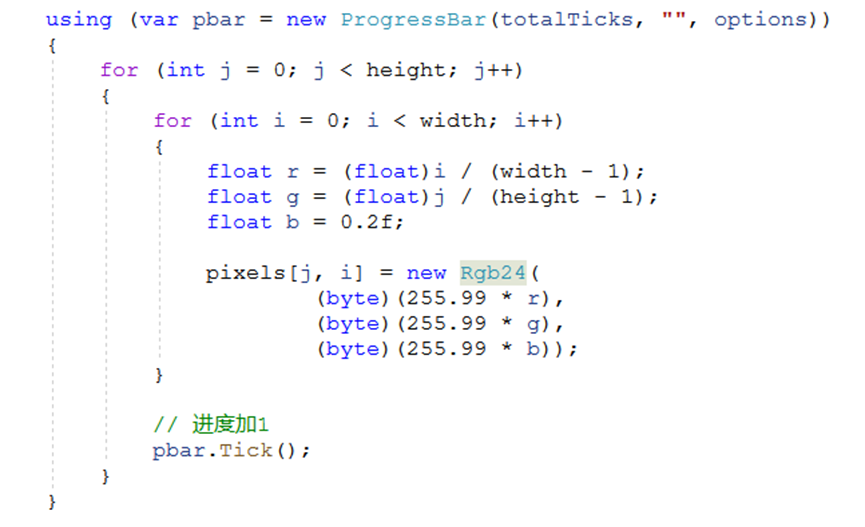 using (var pbar = new ProgressBar(totalTicks, "", options))
{
for (int j = 0; j < height; j++)
{
for (int i = 0; i < width; i++)
{
float r = (float)i / (width - 1);
float g = (float)j / (height - 1);
float b = 0.2f;
pixels[j, i] = new Rgb24(
(byte)(255.99 * r),
(byte)(255.99 * g),
(byte)(255.99 * b));
}
// 进度加1
pbar.Tick();
}
}